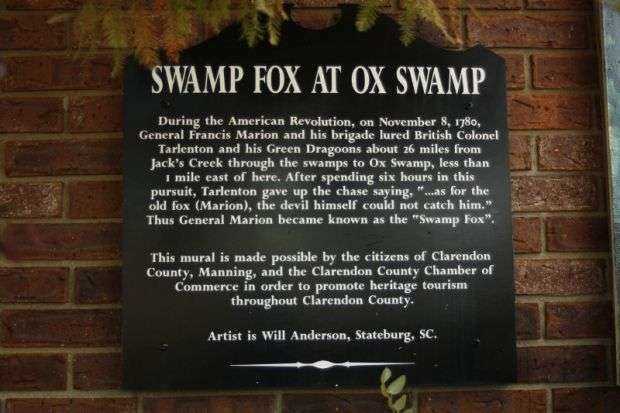 SWAMP FOX AT OX SWAMP
During the American Revolution, on November 8, 1780,
General Francis Marion and his brigade lured British Colonel
Tarlenton and his Green Dragoons about 26 miles from
Jack's Creek through the swamps to Ox Swamp, less than
1 mile east of here. After spending six hours in this
pursuit, Tarlenton gave up the chase saying, "...as for the
old fox (Marion), the devil himself could not catch him."
Thus General Marion became known as the "Swamp Fox".
This mural is made possible by the citizens of Clarendon
County, Manning, and the Clarendon County Chamber of
Commerce in order to promote heritage tourism
throughout Clarendon County.
Artist is Will Anderson, Stateburg, SC.